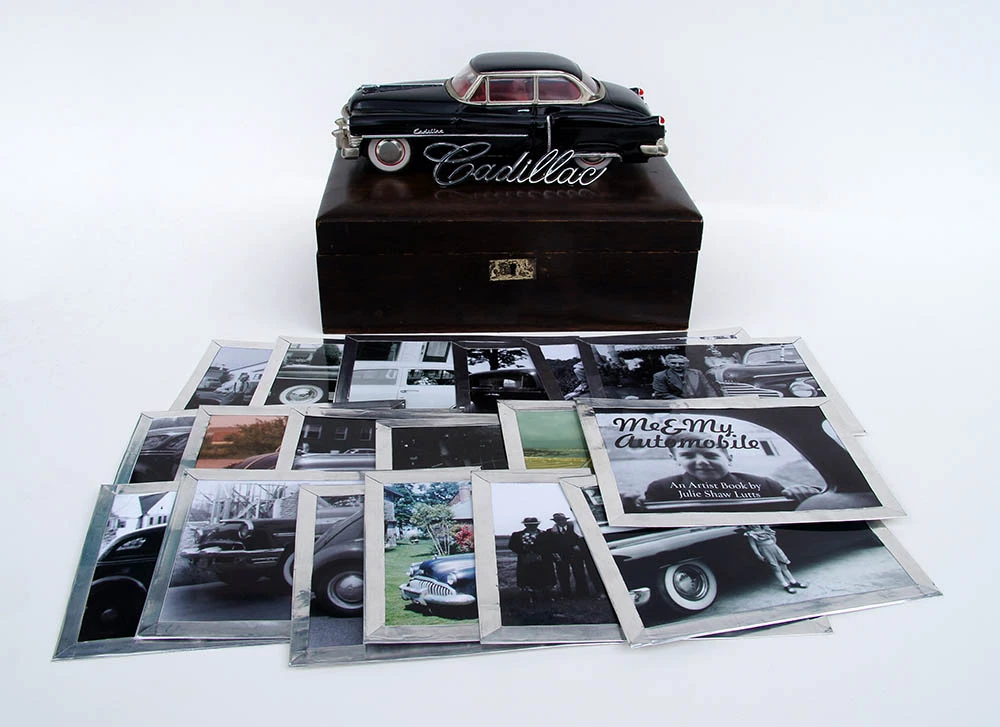 Cadillac
Cadillac
Me & My
Automobile
An Artist Book by
Julie Shaw Lutts